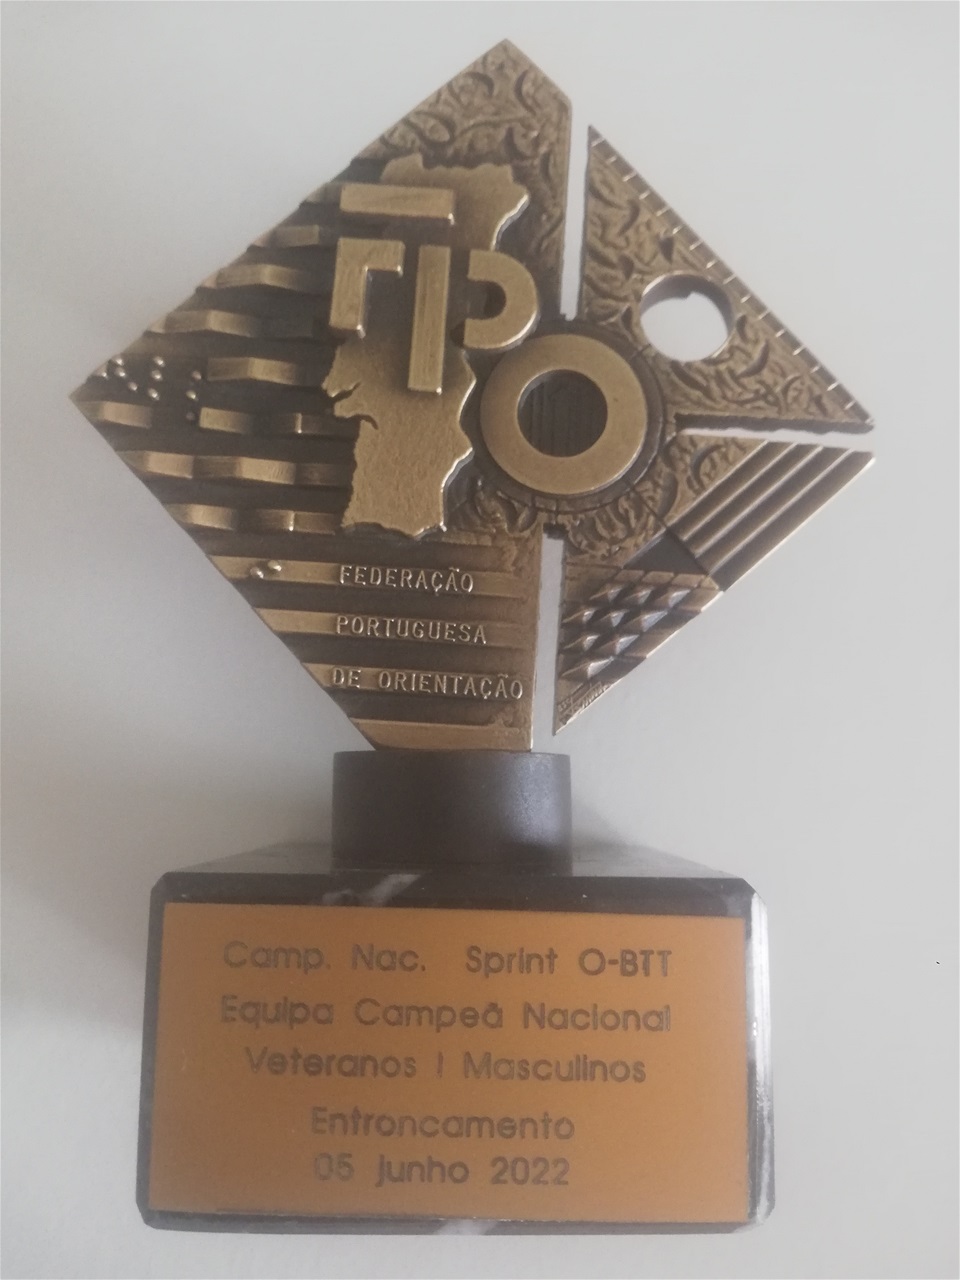 FPO
FEDERAÇÃO
PORTUGUESA
DE ORIENTAÇÃO
Camp. Nac. Sprint O-BTT
Equipa Campeã Nacional
Veteranos I Masculinos
Entroncamento
05 junho 2022